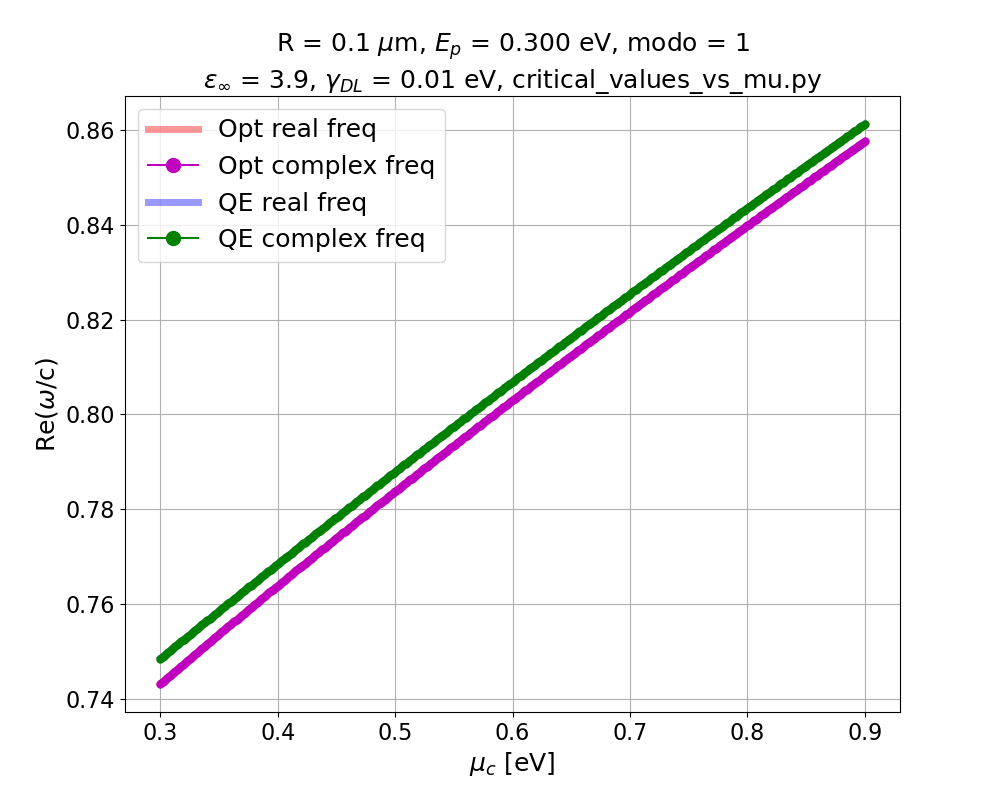 R = 0.1 μm, E_p = 0.300 eV, modo = 1
ε_∞ = 3.9, γ_DL = 0.01 eV, critical_values_vs_mu.py
Opt real freq
Opt complex freq
QE real freq
QE complex freq
Re(ω/c)
0.86
0.84
0.82
0.80
0.78
0.76
0.74
0.3 0.4 0.5 0.6 0.7 0.8 0.9
μ_c [eV]